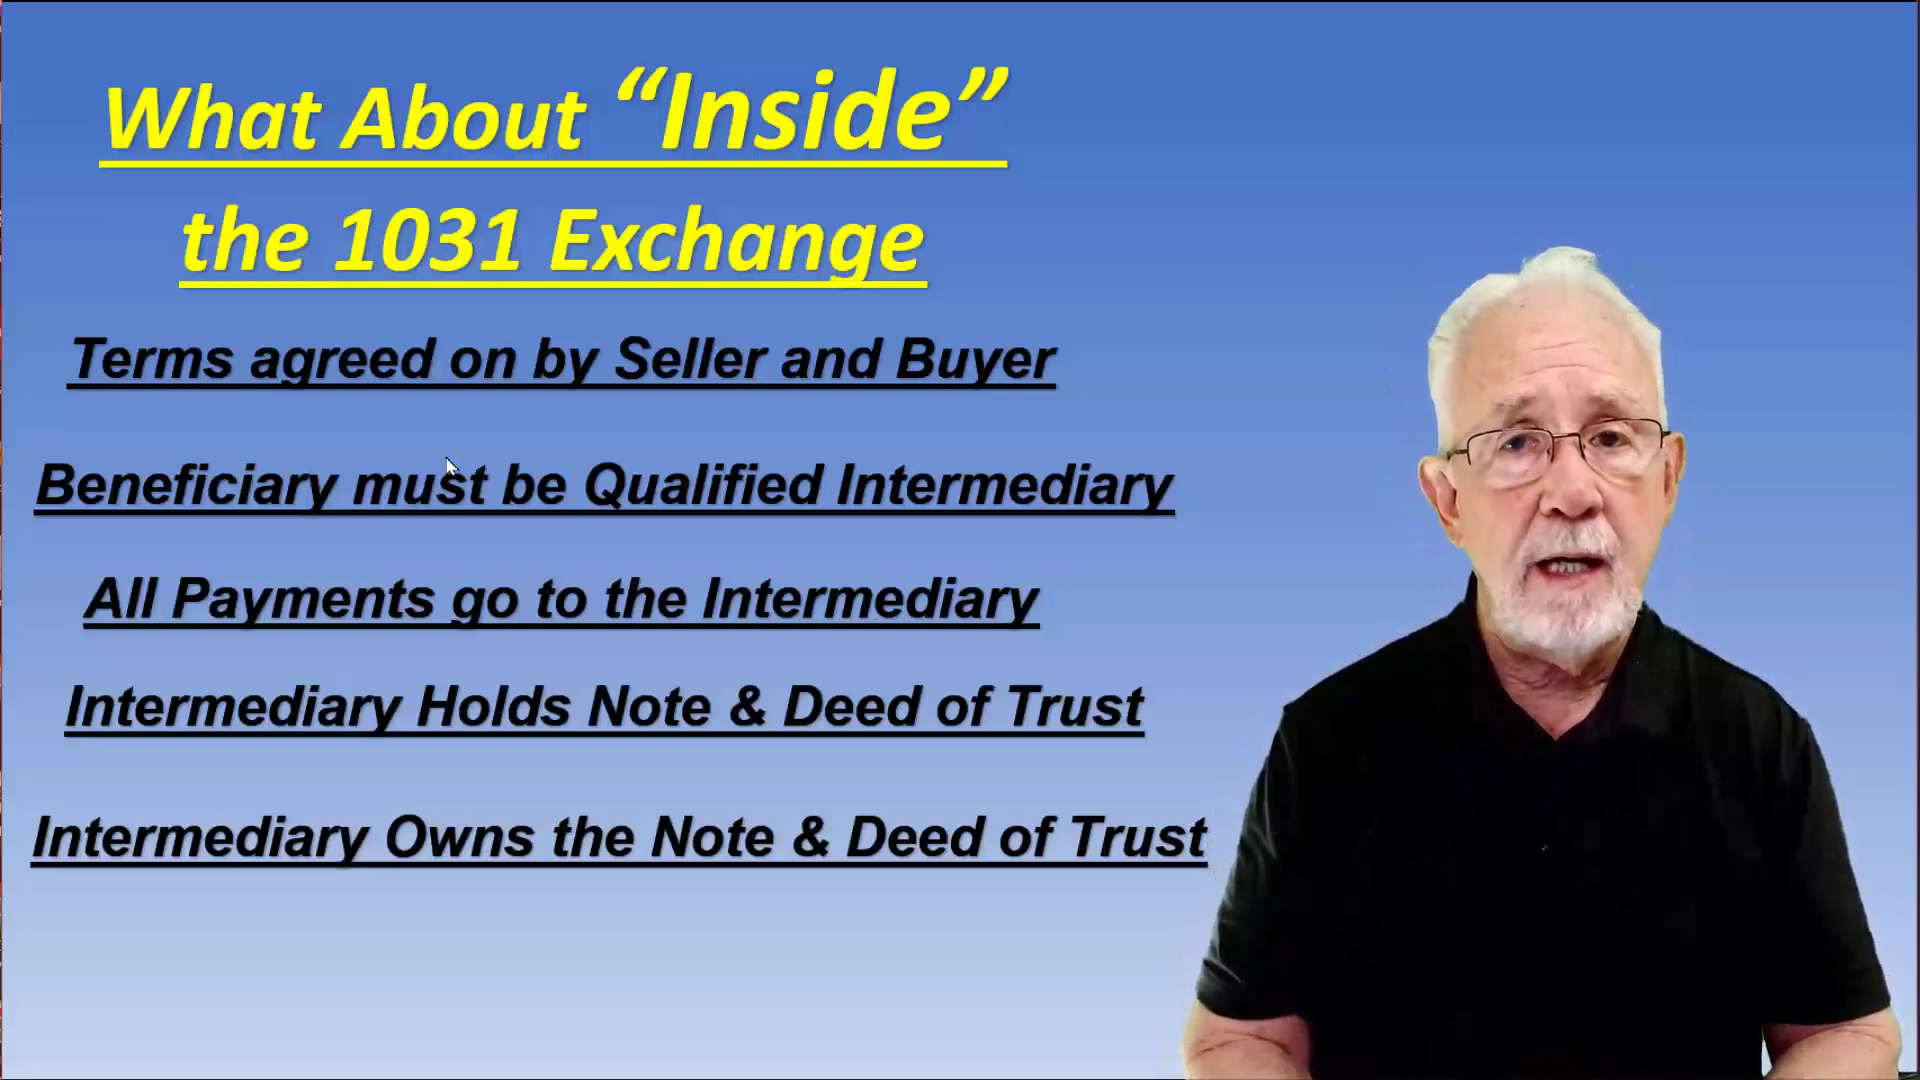 What About “Inside”
the 1031 Exchange
Terms agreed on by Seller and Buyer
Beneficiary must be Qualified Intermediary
All Payments go to the Intermediary
Intermediary Holds Note & Deed of Trust
Intermediary Owns the Note & Deed of Trust